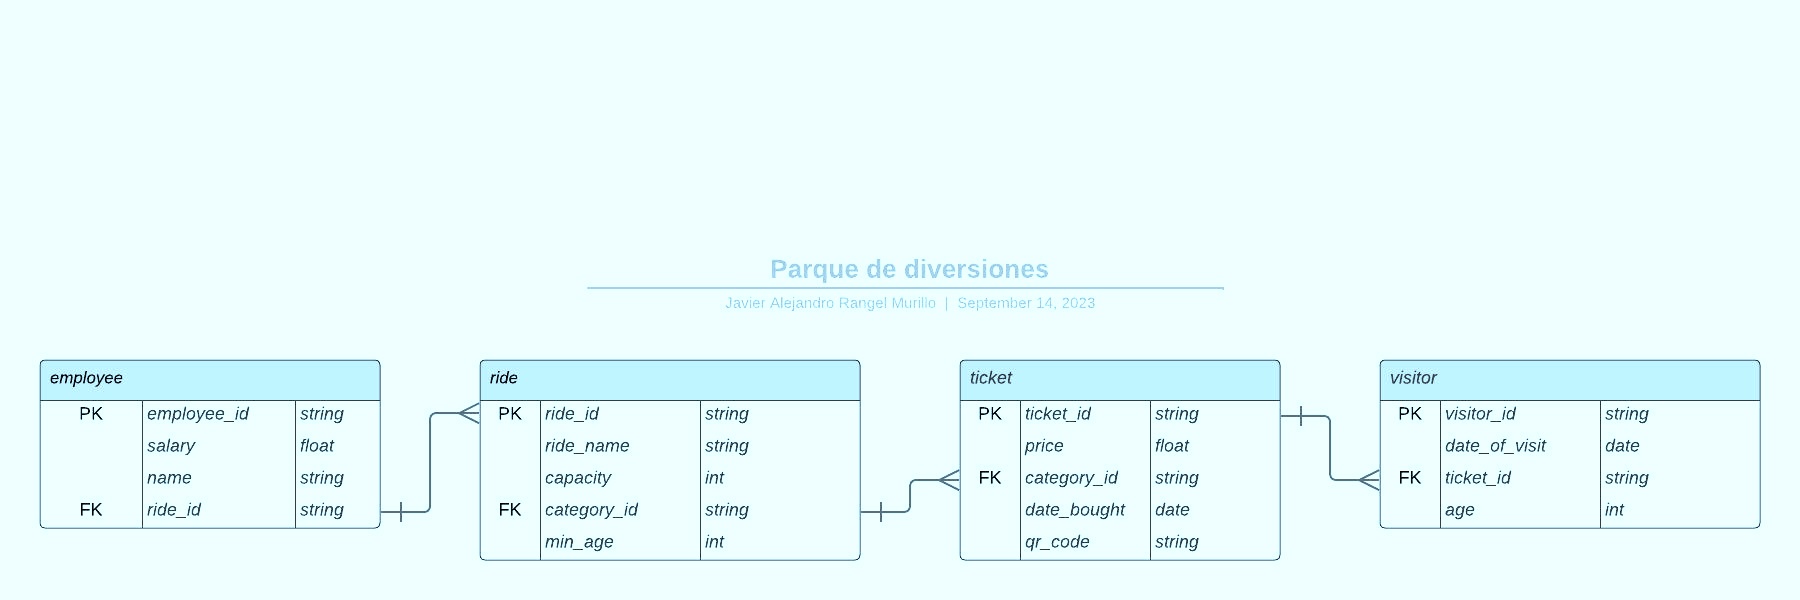 Parque de diversiones
Javier Alejandro Rangel Murillo | September 14, 2023
employee
PK employee_id string
salary float
name string
FK ride_id string
ride
PK ride_id string
ride_name string
capacity int
FK category_id string
min_age int
ticket
PK ticket_id string
price float
FK category_id string
date_bought date
qr_code string
visitor
PK visitor_id string
date_of_visit date
FK ticket_id string
age int